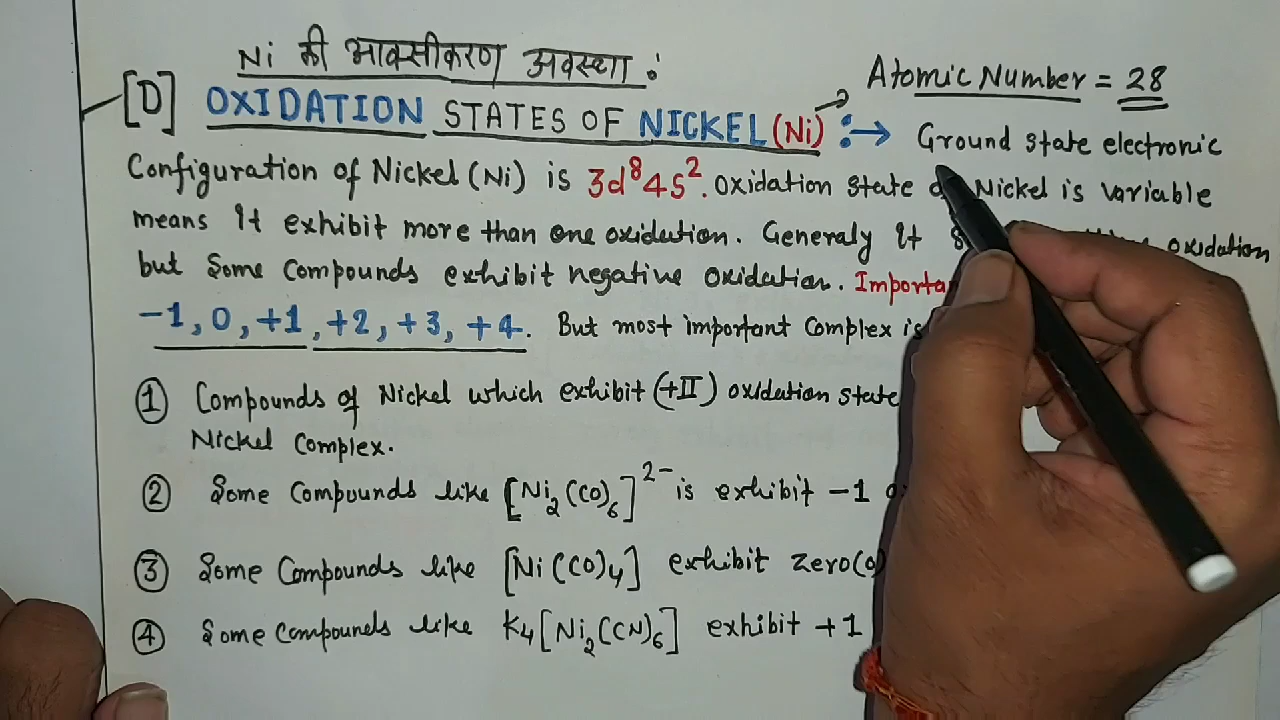 Ni की आक्सीकरण अवस्था :
Atomic Number = 28
[D] OXIDATION STATES OF NICKEL (Ni) : → Ground state electronic
Configuration of Nickel (Ni) is 3d⁸4s². Oxidation state of Nickel is variable
means It exhibit more than one oxidation. Generaly It oxidation
but Some Compounds exhibit negative oxidation.
-1, 0, +1, +2, +3, +4. But most important Complex is
① Compounds of Nickel which exhibit (+II) oxidation state
Nickel Complex.
② Some Compounds like [Ni₂(CO)₆]²⁻ is exhibit -1
③ Some Compounds like [Ni(CO)₄] exhibit zero(0)
④ Some Compounds like K₄[Ni₂(CN)₆] exhibit +1